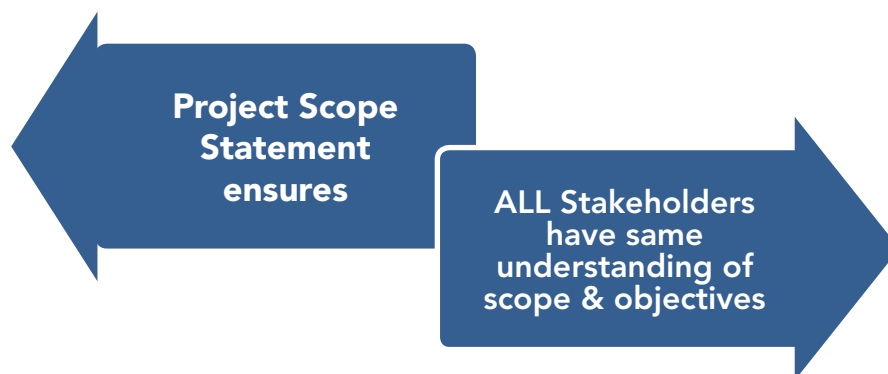 Project Scope
Statement
ensures
ALL Stakeholders
have same
understanding of
scope & objectives